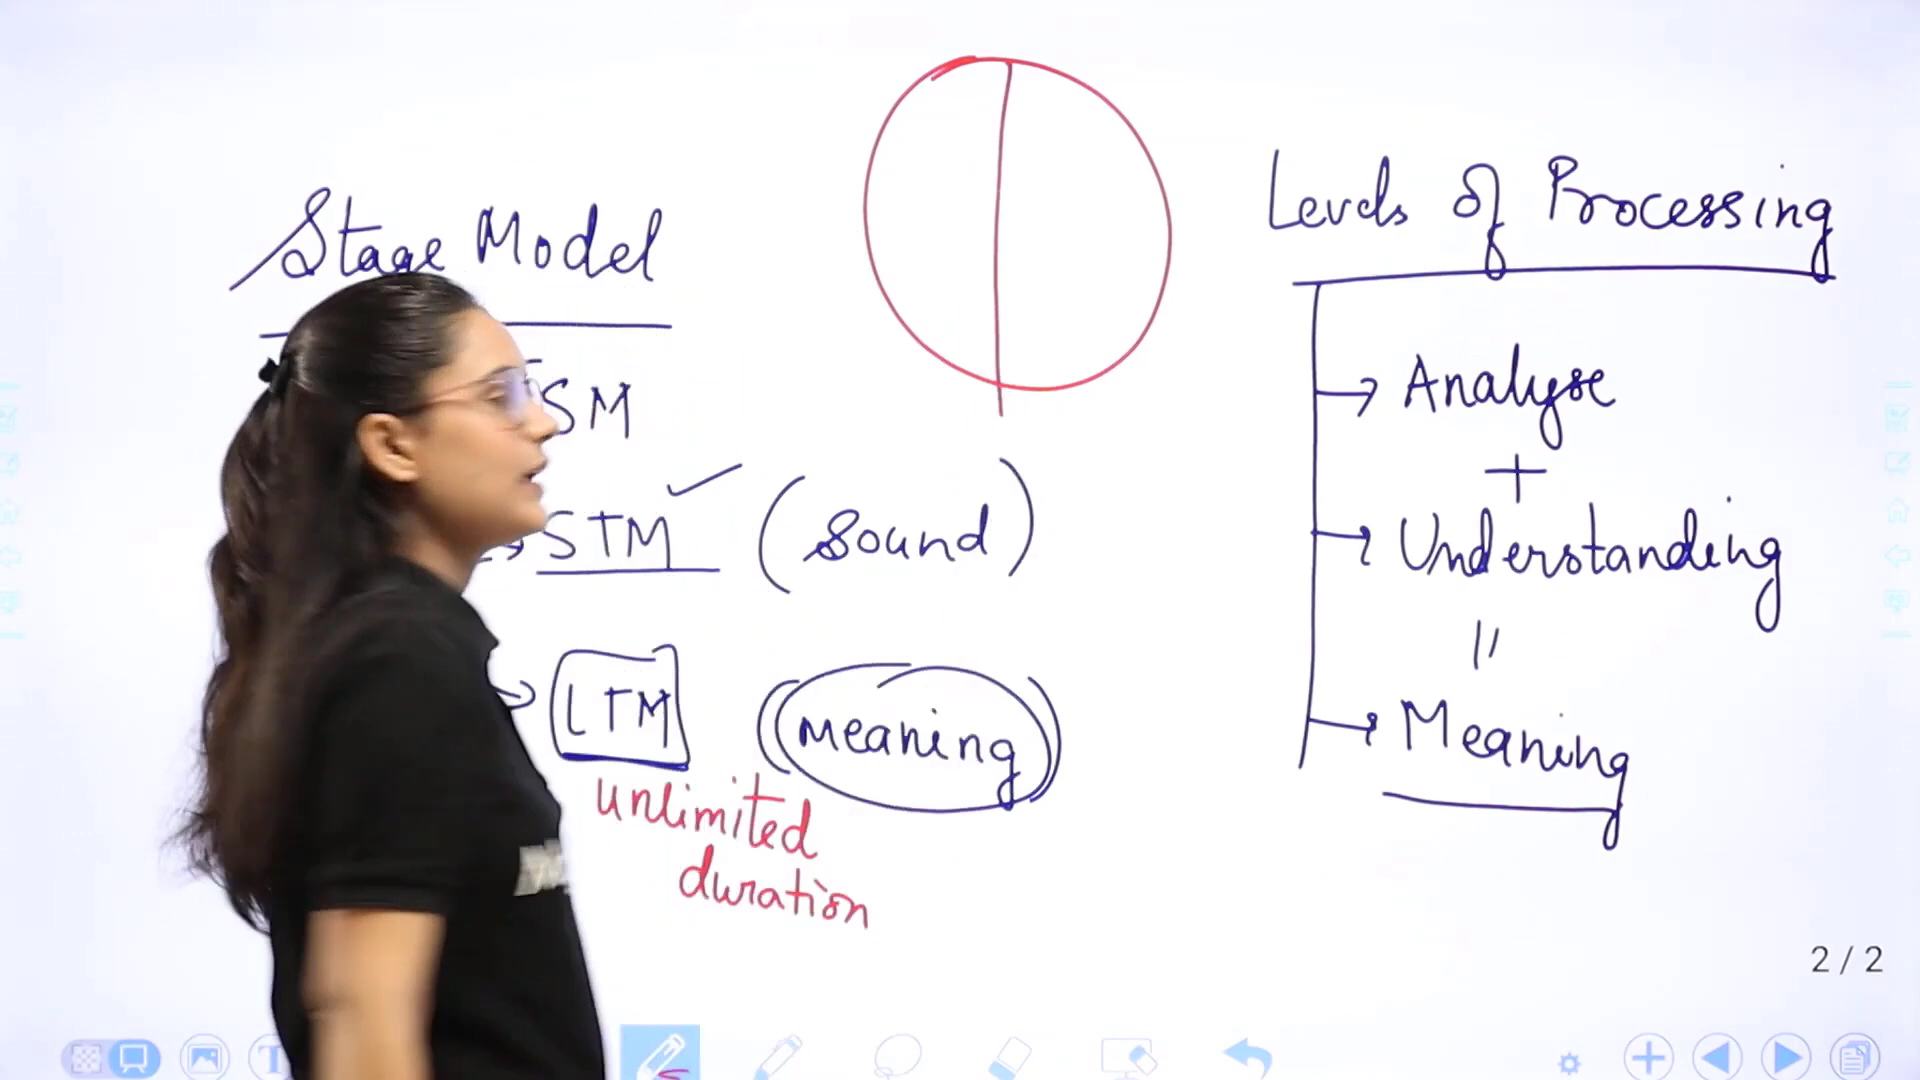 Stage Model
SM
→ STM ✓ (Sound)
→ LTM ((meaning))
unlimited
duration
Levels of Processing
→ Analyse
+
→ Understanding
=
→ Meaning
2 / 2